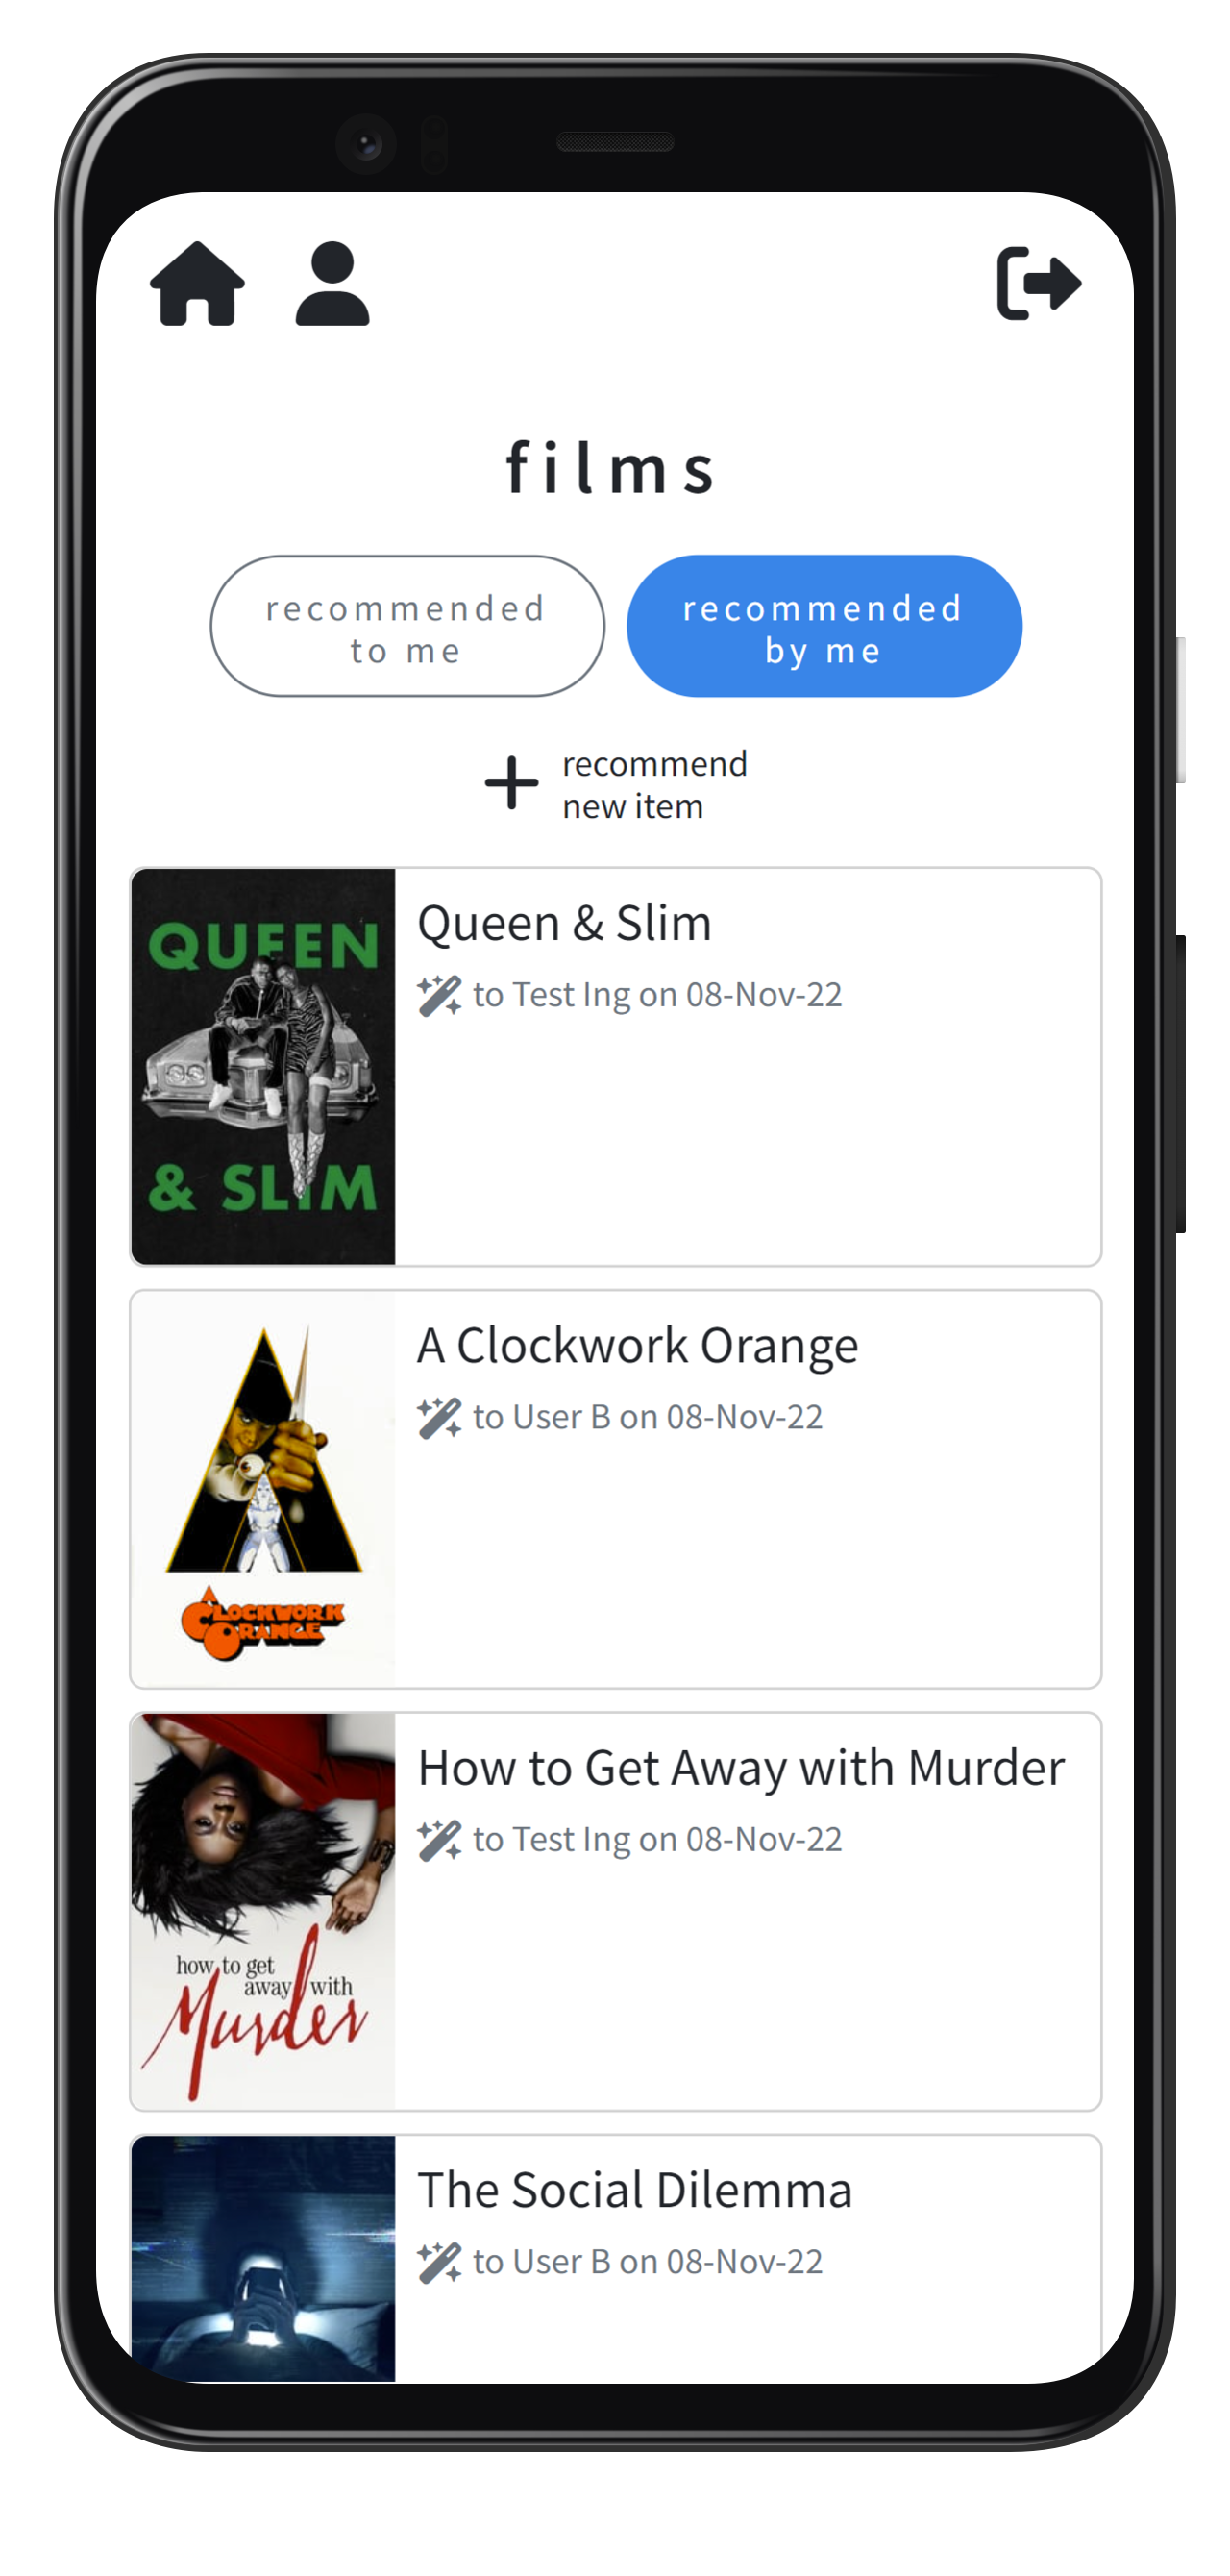 films
recommended
to me
recommended
by me
recommend
new item
QUEEN
& SLIM
Queen & Slim
to Test Ing on 08-Nov-22
A Clockwork Orange
to User B on 08-Nov-22
A
CLOCKWORK
ORANGE
How to Get Away with Murder
to Test Ing on 08-Nov-22
how to get
away with
Murder
The Social Dilemma
to User B on 08-Nov-22